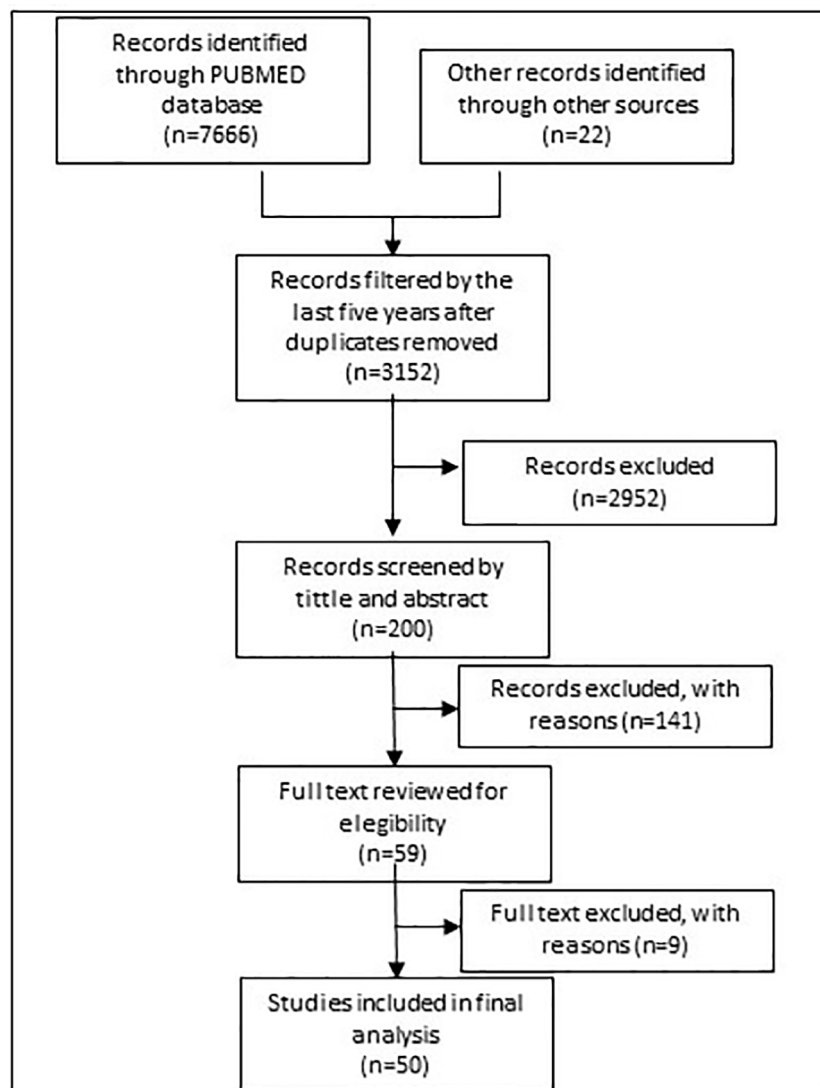 Records identified
through PUBMED
database
(n=7666)
Other records identified
through other sources
(n=22)
Records filtered by the
last five years after
duplicates removed
(n=3152)
Records excluded
(n=2952)
Records screened by
tittle and abstract
(n=200)
Records excluded, with
reasons (n=141)
Full text reviewed for
elegibility
(n=59)
Full text excluded, with
reasons (n=9)
Studies included in final
analysis
(n=50)